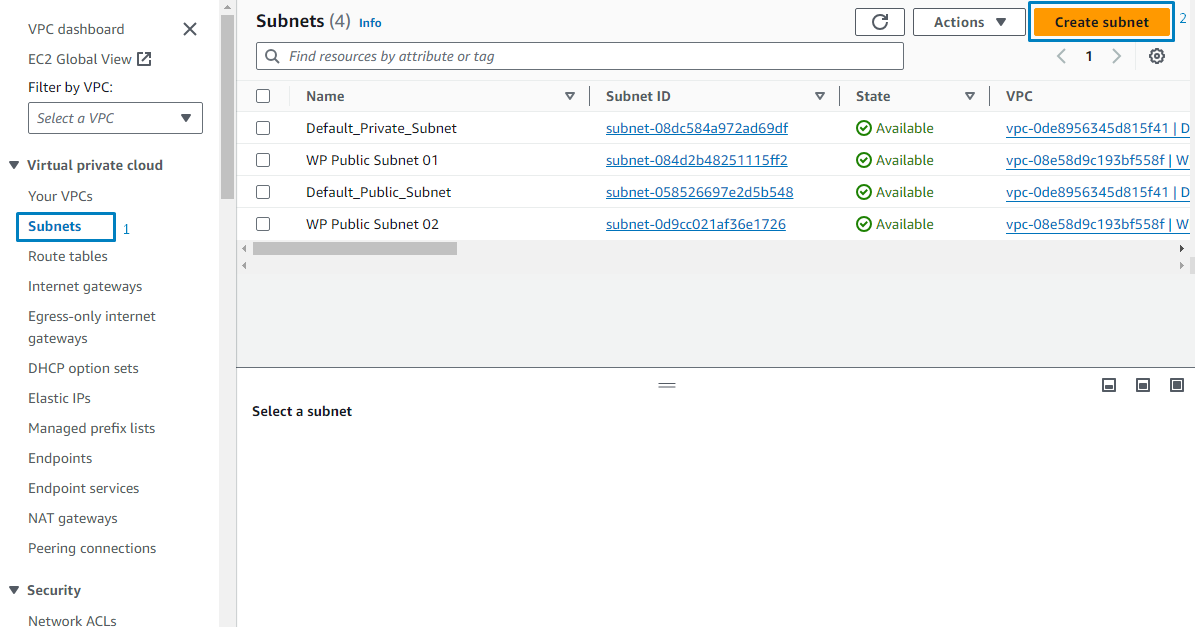 VPC dashboard
EC2 Global View
Filter by VPC:
Select a VPC
Virtual private cloud
Your VPCs
Subnets
1
Route tables
Internet gateways
Egress-only internet
gateways
DHCP option sets
Elastic IPs
Managed prefix lists
Endpoints
Endpoint services
NAT gateways
Peering connections
Security
Network ACLs
Subnets (4) Info
Actions
Create subnet
2
Find resources by attribute or tag
1
Name Subnet ID State VPC
Default_Private_Subnet subnet-08dc584a972ad69df Available vpc-0de8956345d815f41 | D
WP Public Subnet 01 subnet-084d2b48251115ff2 Available vpc-08e58d9c193bf558f | W
Default_Public_Subnet subnet-058526697e2d5b548 Available vpc-0de8956345d815f41 | D
WP Public Subnet 02 subnet-0d9cc021af36e1726 Available vpc-08e58d9c193bf558f | W
Select a subnet